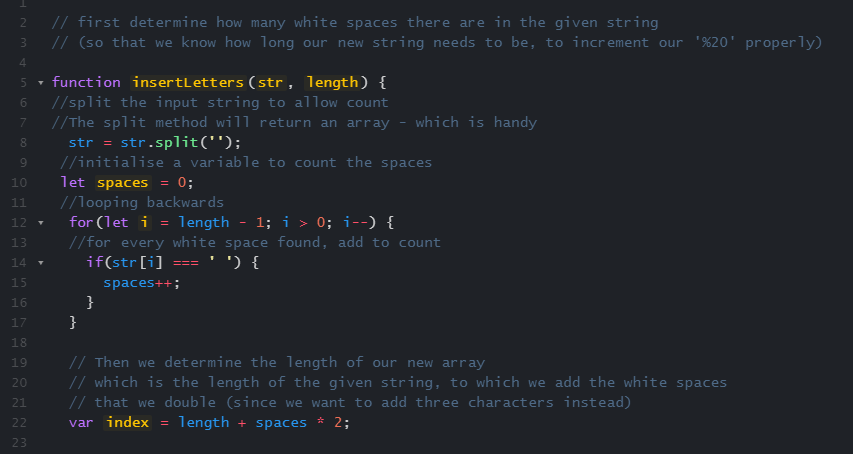 1
2 // first determine how many white spaces there are in the given string
3 // (so that we know how long our new string needs to be, to increment our '%20' properly)
4
5 function insertLetters(str, length) {
6 //split the input string to allow count
7 //The split method will return an array - which is handy
8 str = str.split('');
9 //initialise a variable to count the spaces
10 let spaces = 0;
11 //looping backwards
12 for(let i = length - 1; i > 0; i--) {
13 //for every white space found, add to count
14 if(str[i] === ' ') {
15 spaces++;
16 }
17 }
18
19 // Then we determine the length of our new array
20 // which is the length of the given string, to which we add the white spaces
21 // that we double (since we want to add three characters instead)
22 var index = length + spaces * 2;
23